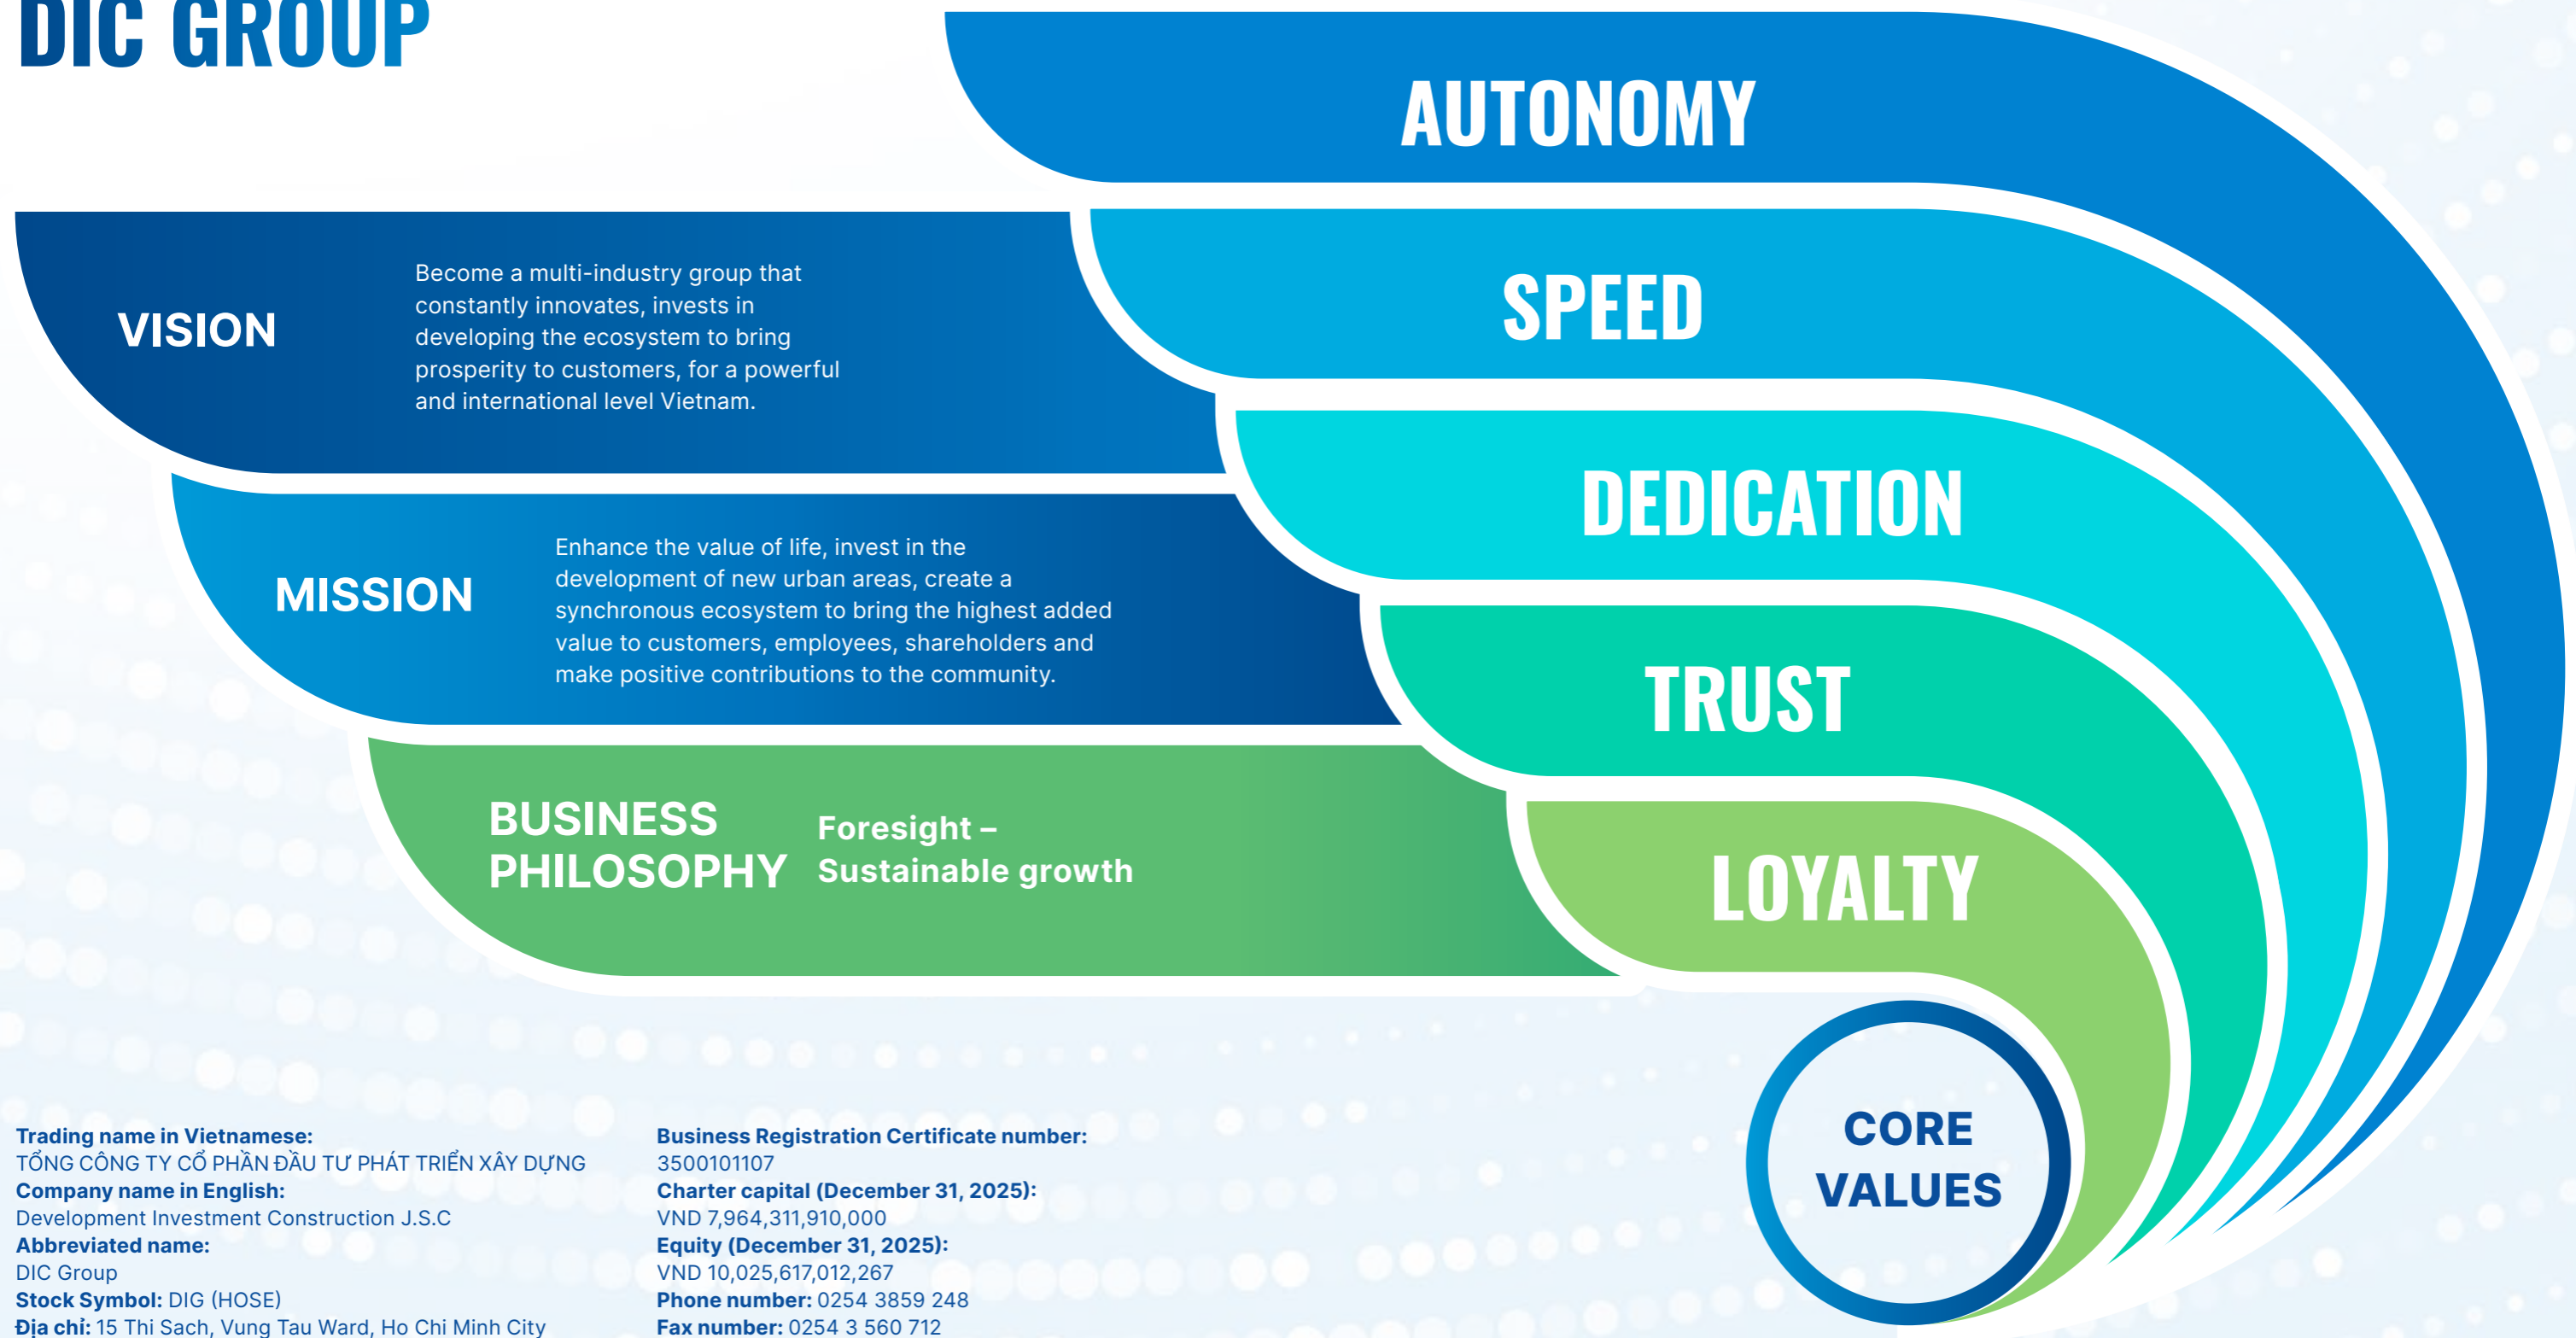 DIC GROUP
AUTONOMY
SPEED
DEDICATION
TRUST
LOYALTY
CORE
VALUES
VISION
Become a multi-industry group that
constantly innovates, invests in
developing the ecosystem to bring
prosperity to customers, for a powerful
and international level Vietnam.
MISSION
Enhance the value of life, invest in the
development of new urban areas, create a
synchronous ecosystem to bring the highest added
value to customers, employees, shareholders and
make positive contributions to the community.
BUSINESS
PHILOSOPHY
Foresight –
Sustainable growth
Trading name in Vietnamese:
TỔNG CÔNG TY CỔ PHẦN ĐẦU TƯ PHÁT TRIỂN XÂY DỰNG
Company name in English:
Development Investment Construction J.S.C
Abbreviated name:
DIC Group
Stock Symbol: DIG (HOSE)
Địa chỉ: 15 Thi Sach, Vung Tau Ward, Ho Chi Minh City
Business Registration Certificate number:
3500101107
Charter capital (December 31, 2025):
VND 7,964,311,910,000
Equity (December 31, 2025):
VND 10,025,617,012,267
Phone number: 0254 3859 248
Fax number: 0254 3 560 712